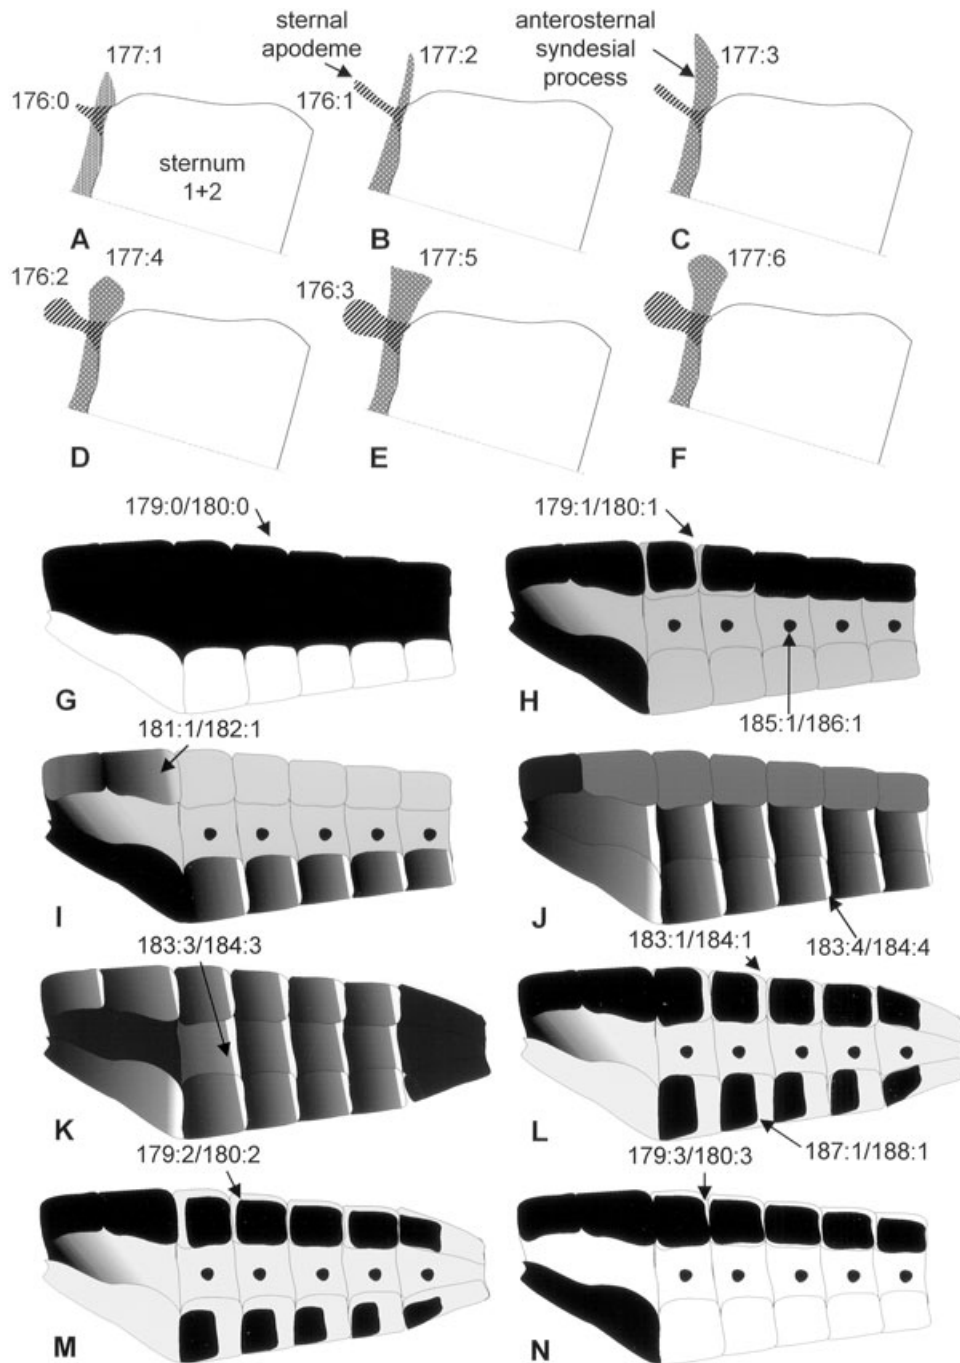 sternal
apodeme
anterosternal
syndesial
process
177:1
177:2
177:3
176:0
176:1
sternum
1+2
A
B
C
177:4
177:5
177:6
176:2
176:3
D
E
F
179:0/180:0
179:1/180:1
G
H
185:1/186:1
181:1/182:1
I
J
183:3/184:3
183:1/184:1
183:4/184:4
K
L
179:2/180:2
187:1/188:1
179:3/180:3
M
N